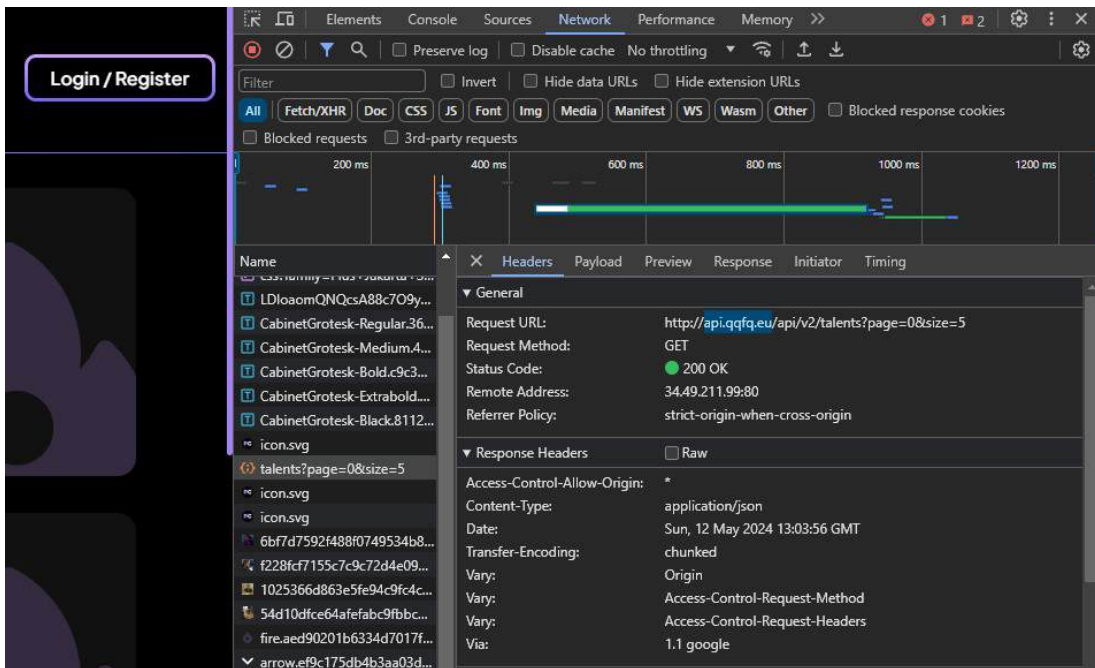 Login / Register
Elements Console Sources Network Performance Memory 1 2
Preserve log Disable cache No throttling
Filter Invert Hide data URLs Hide extension URLs
All Fetch/XHR Doc CSS JS Font Img Media Manifest WS Wasm Other Blocked response cookies
Blocked requests 3rd-party requests
200 ms 400 ms 600 ms 800 ms 1000 ms 1200 ms
Name
LDIoaomQNQcsA88c7O9y...
CabinetGrotesk-Regular.36...
CabinetGrotesk-Medium.4...
CabinetGrotesk-Bold.c9c3...
CabinetGrotesk-Extrabold....
CabinetGrotesk-Black.8112...
icon.svg
talents?page=0&size=5
icon.svg
icon.svg
6bf7d7592f488f0749534b8...
f228fcf7155c7c9c72d4e09...
1025366d863e5fe94c9fc4c...
54d10dfce64afefabc9fbbc...
fire.aed90201b6334d7017f...
arrow.ef9c175db4b3aa03d...
Headers Payload Preview Response Initiator Timing
General
Request URL: http://api.qqfq.eu/api/v2/talents?page=0&size=5
Request Method: GET
Status Code: 200 OK
Remote Address: 34.49.211.99:80
Referrer Policy: strict-origin-when-cross-origin
Response Headers Raw
Access-Control-Allow-Origin: *
Content-Type: application/json
Date: Sun, 12 May 2024 13:03:56 GMT
Transfer-Encoding: chunked
Vary: Origin
Vary: Access-Control-Request-Method
Vary: Access-Control-Request-Headers
Via: 1.1 google